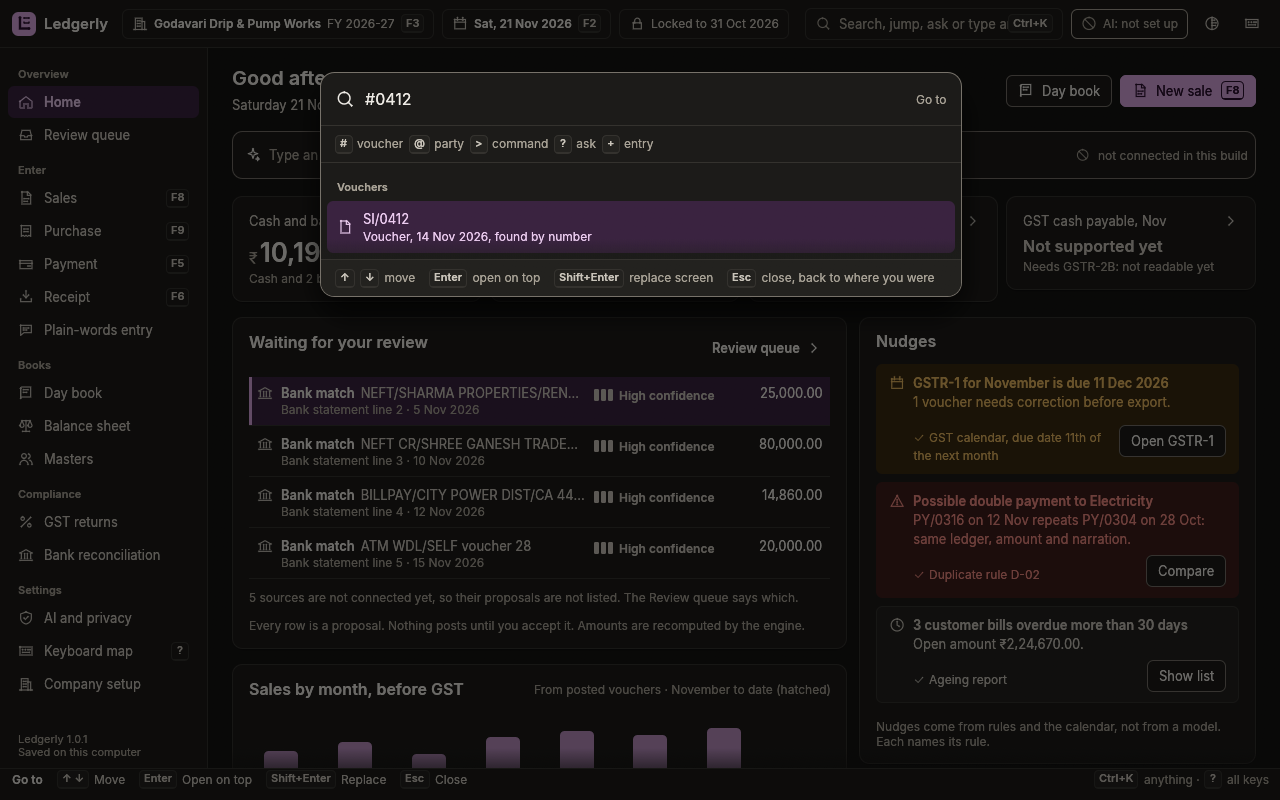 Ledgerly
Godavari Drip & Pump Works FY 2026-27 F3
Sat, 21 Nov 2026 F2
Locked to 31 Oct 2026
Search, jump, ask or type a Ctrl+K
AI: not set up
Overview
Home
Review queue
Enter
Sales F8
Purchase F9
Payment F5
Receipt F6
Plain-words entry
Books
Day book
Balance sheet
Masters
Compliance
GST returns
Bank reconciliation
Settings
AI and privacy
Keyboard map ?
Company setup
Ledgerly 1.0.1
Saved on this computer
Good afte
Saturday 21 No
Day book
New sale F8
#0412 Go to
# voucher @ party > command ? ask + entry
Vouchers
SI/0412
Voucher, 14 Nov 2026, found by number
↑ ↓ move Enter open on top Shift+Enter replace screen Esc close, back to where you were
Type an
not connected in this build
Cash and b
₹10,19
Cash and 2 b
GST cash payable, Nov
Not supported yet
Needs GSTR-2B: not readable yet
Waiting for your review
Review queue
Bank match NEFT/SHARMA PROPERTIES/REN... High confidence 25,000.00
Bank statement line 2 · 5 Nov 2026
Bank match NEFT CR/SHREE GANESH TRADE... High confidence 80,000.00
Bank statement line 3 · 10 Nov 2026
Bank match BILLPAY/CITY POWER DIST/CA 44... High confidence 14,860.00
Bank statement line 4 · 12 Nov 2026
Bank match ATM WDL/SELF voucher 28 High confidence 20,000.00
Bank statement line 5 · 15 Nov 2026
5 sources are not connected yet, so their proposals are not listed. The Review queue says which.
Every row is a proposal. Nothing posts until you accept it. Amounts are recomputed by the engine.
Sales by month, before GST
From posted vouchers · November to date (hatched)
Nudges
GSTR-1 for November is due 11 Dec 2026
1 voucher needs correction before export.
✓ GST calendar, due date 11th of
the next month
Open GSTR-1
Possible double payment to Electricity
PY/0316 on 12 Nov repeats PY/0304 on 28 Oct:
same ledger, amount and narration.
✓ Duplicate rule D-02
Compare
3 customer bills overdue more than 30 days
Open amount ₹2,24,670.00.
✓ Ageing report
Show list
Nudges come from rules and the calendar, not from a model.
Each names its rule.
Go to ↑↓ Move Enter Open on top Shift+Enter Replace Esc Close
Ctrl+K anything · ? all keys